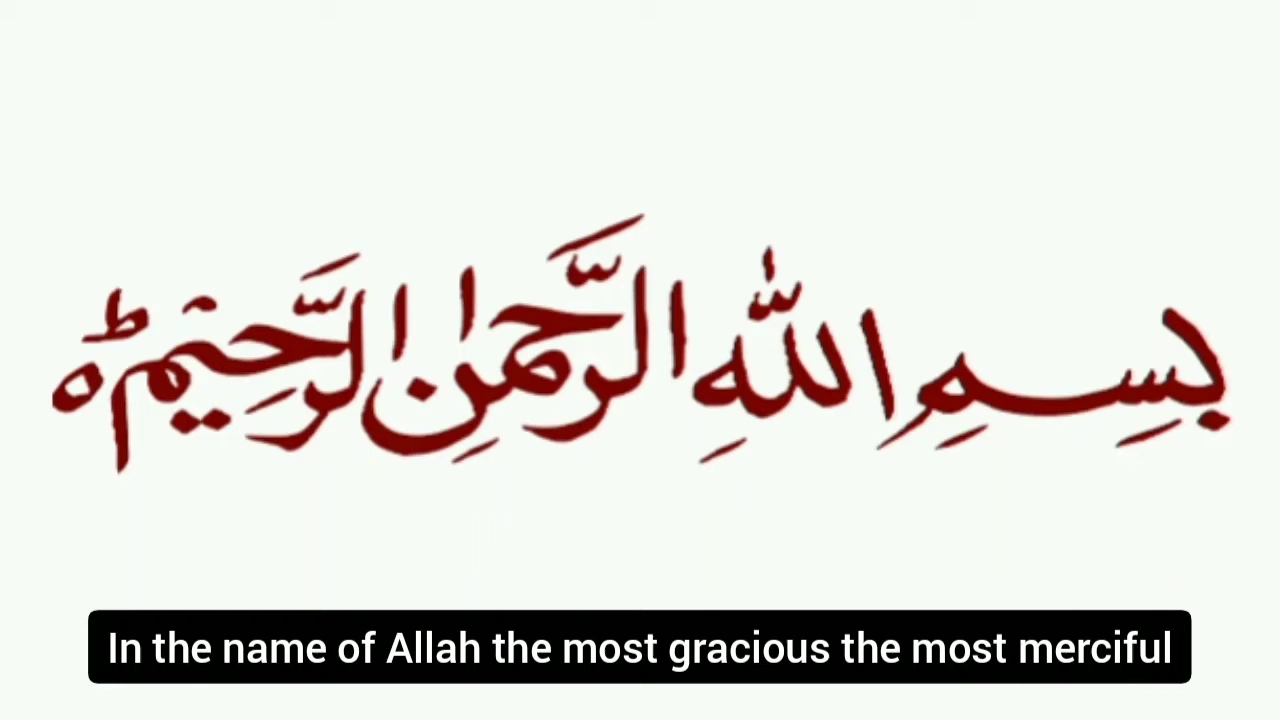 بِسْمِ اللّٰهِ الرَّحْمٰنِ الرَّحِيْمِ ؕ○
In the name of Allah the most gracious the most merciful